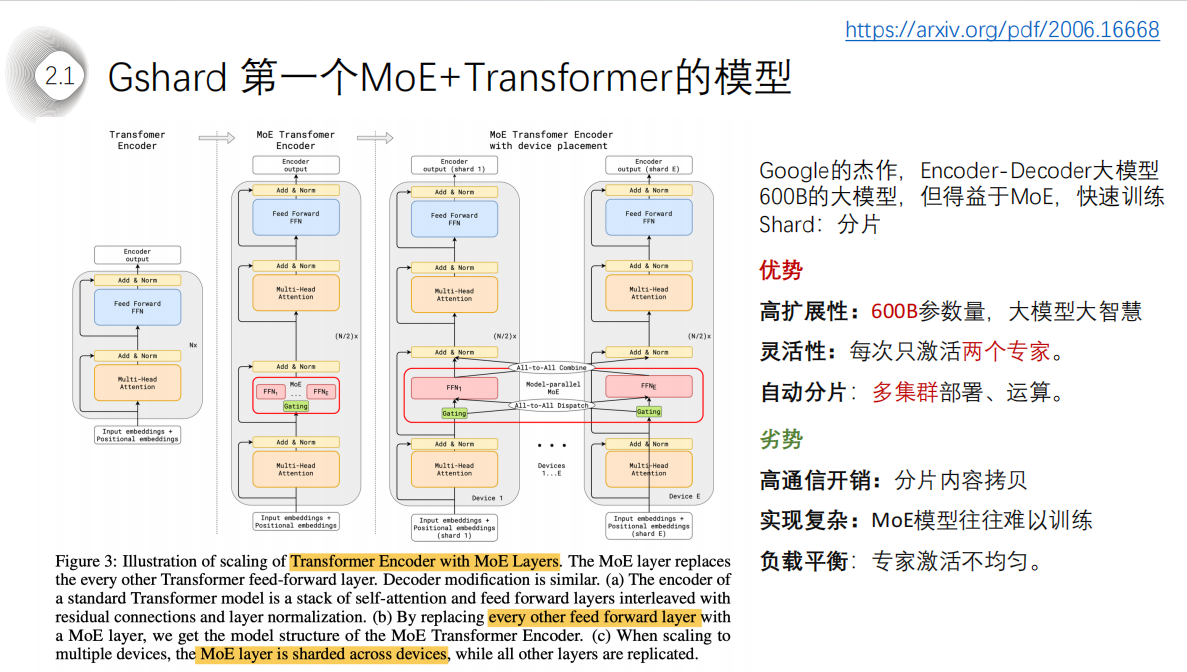 https://arxiv.org/pdf/2006.16668
2.1
Gshard 第一个MoE+Transformer的模型
Transfomer
Encoder
MoE Transfomer
Encoder
MoE Transfomer Encoder
with device placement
Encoder
output
Add & Norm
Feed Forward
FFN
Add & Norm
Multi-Head
Attention
Nx
Input embeddings +
Positional embeddings
Encoder
output
Add & Norm
Feed Forward
FFN
Add & Norm
Multi-Head
Attention
(N/2)x
Add & Norm
MoE
FFN1
...
FFNE
Gating
Add & Norm
Multi-Head
Attention
Input embeddings +
Positional embeddings
Encoder
output (shard 1)
Add & Norm
Feed Forward
FFN
Add & Norm
Multi-Head
Attention
(N/2)x
Add & Norm
FFN1
Gating
Add & Norm
Multi-Head
Attention
Device 1
Input embeddings +
Positional embeddings
(shard 1)
All-to-All Combine
Model-parallel
MoE
All-to-All Dispatch
...
Devices
1...E
Encoder
output (shard E)
Add & Norm
Feed Forward
FFN
Add & Norm
Multi-Head
Attention
(N/2)x
Add & Norm
FFNE
Gating
Add & Norm
Multi-Head
Attention
Device E
Input embeddings +
Positional embeddings
(shard E)
Figure 3: Illustration of scaling of Transformer Encoder with MoE Layers. The MoE layer replaces
the every other Transformer feed-forward layer. Decoder modification is similar. (a) The encoder of
a standard Transformer model is a stack of self-attention and feed forward layers interleaved with
residual connections and layer normalization. (b) By replacing every other feed forward layer with
a MoE layer, we get the model structure of the MoE Transformer Encoder. (c) When scaling to
multiple devices, the MoE layer is sharded across devices, while all other layers are replicated.
Google的杰作，Encoder-Decoder大模型
600B的大模型，但得益于MoE，快速训练
Shard：分片
优势
高扩展性：600B参数量，大模型大智慧
灵活性：每次只激活两个专家。
自动分片：多集群部署、运算。
劣势
高通信开销：分片内容拷贝
实现复杂：MoE模型往往难以训练
负载平衡：专家激活不均匀。